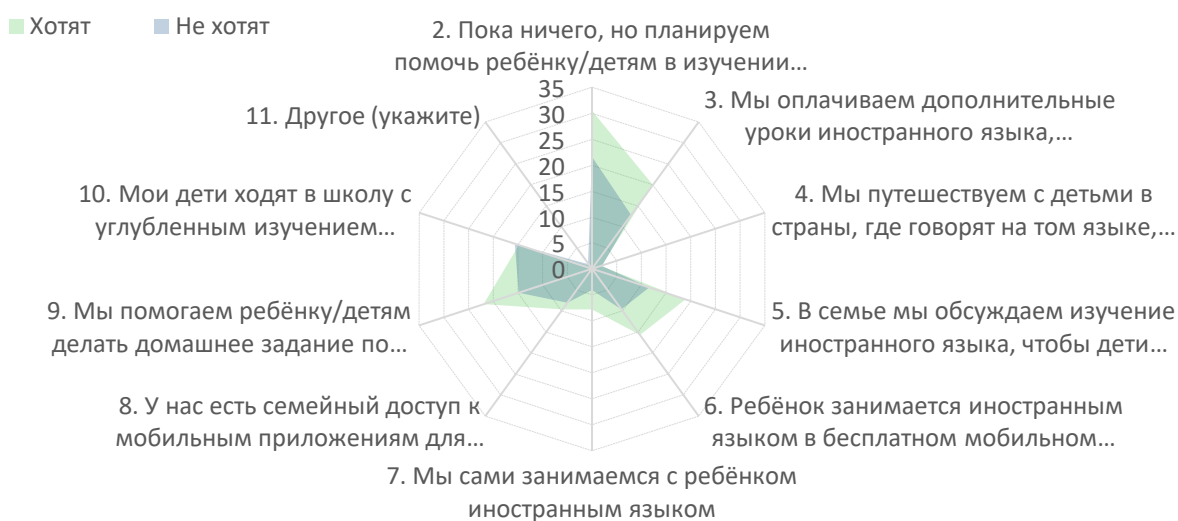 Хотят
Не хотят
2. Пока ничего, но планируем
помочь ребёнку/детям в изучении…
3. Мы оплачиваем дополнительные
уроки иностранного языка,…
4. Мы путешествуем с детьми в
страны, где говорят на том языке,…
5. В семье мы обсуждаем изучение
иностранного языка, чтобы дети…
6. Ребёнок занимается иностранным
языком в бесплатном мобильном…
7. Мы сами занимаемся с ребёнком
иностранным языком
8. У нас есть семейный доступ к
мобильным приложениям для…
9. Мы помогаем ребёнку/детям
делать домашнее задание по…
10. Мои дети ходят в школу с
углубленным изучением…
11. Другое (укажите)
35
30
25
20
15
10
5
0